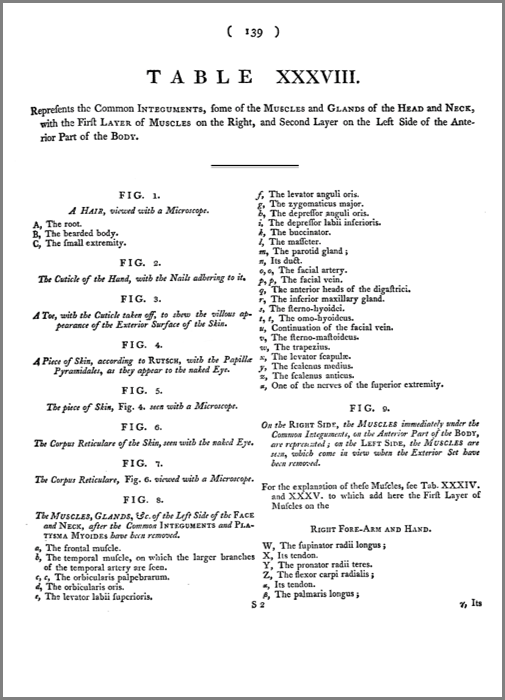 ( 139 )
TABLE XXXVIII.
Repreſents the Common INTEGUMENTS, ſome of the MUSCLES and GLANDS of the HEAD and NECK,
with the Firſt LAYER of MUSCLES on the Right, and Second Layer on the Left Side of the Ante-
rior Part of the BODY.
FIG. 1.
A HAIR, viewed with a Microſcope.
A, The root.
B, The bearded body.
C, The ſmall extremity.
FIG. 2.
The Cuticle of the Hand, with the Nails adhering to it.
FIG. 3.
A Toe, with the Cuticle taken off, to ſhew the villous ap-
pearance of the Exterior Surface of the Skin.
FIG. 4.
A Piece of Skin, according to RUYSCH, with the Papillæ
Pyramidales, as they appear to the naked Eye.
FIG. 5.
The piece of Skin, Fig. 4. seen with a Microſcope.
FIG. 6.
The Corpus Reticulare of the Skin, seen with the naked Eye.
FIG. 7.
The Corpus Reticulare, Fig. 6. viewed with a Microſcope.
FIG. 8.
The MUSCLES, GLANDS, &c. of the Left Side of the FACE
and NECK, after the Common INTEGUMENTS and PLA-
TYSMA MYOIDES have been removed.
a, The frontal muſcle.
b, The temporal muſcle, on which the larger branches
of the temporal artery are ſeen.
c, c, The orbicularis palpebrarum.
d, The orbicularis oris.
e, The levator labii ſuperioris.
f, The levator anguli oris.
g, The zygomaticus major.
h, The depreſſor anguli oris.
i, The depreſſor labii inferioris.
k, The buccinator.
l, The maſſeter.
m, The parotid gland ;
n, Its duct.
o, o, The facial artery.
p, p, The facial vein.
q, The anterior heads of the digaſtrici.
r, The inferior maxillary gland.
s, The ſterno-hyoidei.
t, t, The omo-hyoideus.
u, Continuation of the facial vein.
v, The ſterno-maſtoideus.
w, The trapezius.
x, The levator ſcapulæ.
y, The ſcalenus medius.
z, The ſcalenus anticus.
α, One of the nerves of the ſuperior extremity.
FIG. 9.
On the RIGHT SIDE, the MUSCLES immediately under the
Common Integuments, on the Anterior Part of the BODY,
are repreſented ; on the LEFT SIDE, the MUSCLES are
seen, which come in view when the Exterior Set have
been removed.
For the explanation of theſe Muſcles, ſee Tab. XXXIV.
and XXXV. to which add here the Firſt Layer of
Muſcles on the
RIGHT FORE-ARM AND HAND.
W, The ſupinator radii longus ;
X, Its tendon.
Y, The pronator radii teres.
Z, The flexor carpi radialis ;
α, Its tendon.
β, The palmaris longus ;
S 2
γ, Its